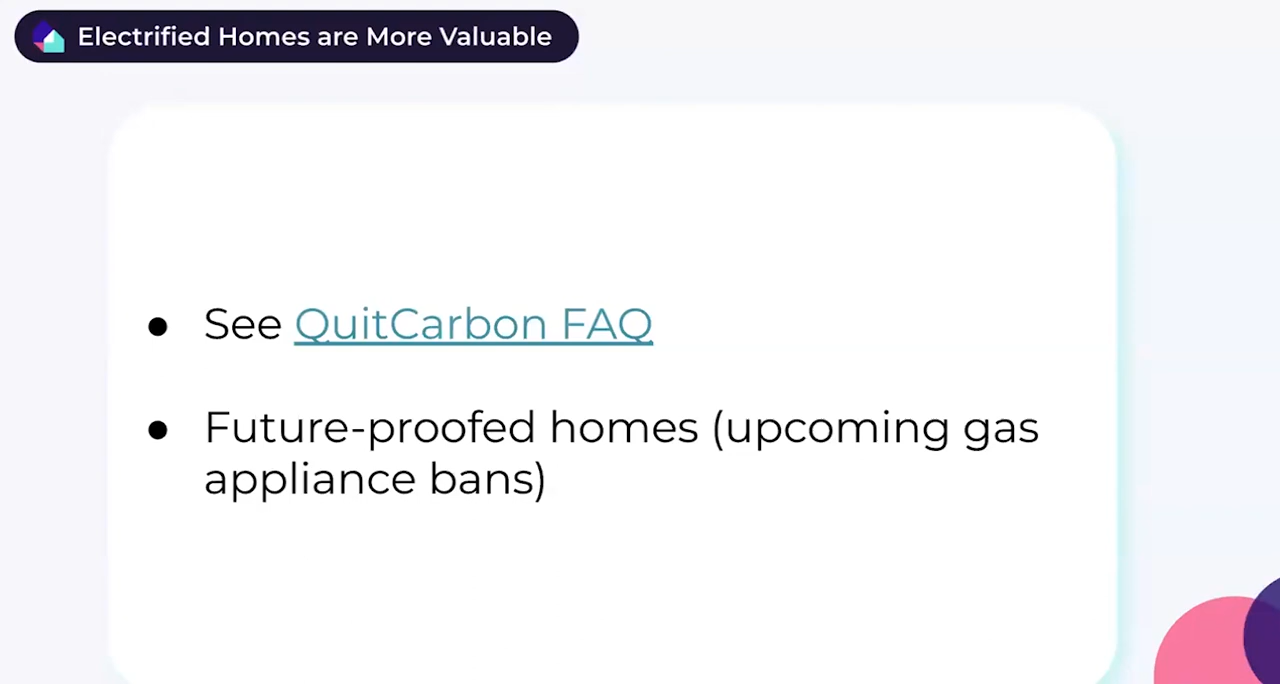 Electrified Homes are More Valuable
● See QuitCarbon FAQ
● Future-proofed homes (upcoming gas
appliance bans)